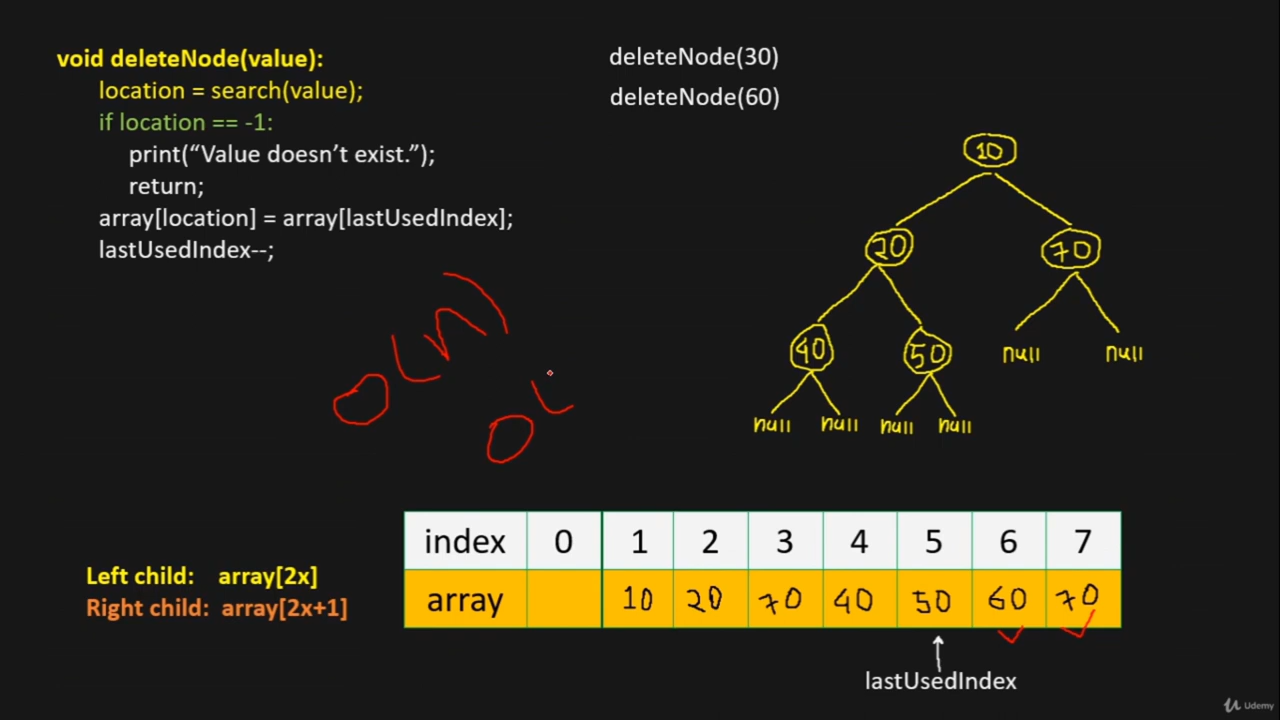 void deleteNode(value):
location = search(value);
if location == -1:
print(“Value doesn’t exist.”);
return;
array[location] = array[lastUsedIndex];
lastUsedIndex--;
deleteNode(30)
deleteNode(60)
10
20 70
40 50 null null
null null null null
O(n)
O(
index 0 1 2 3 4 5 6 7
array 10 20 70 40 50 60 70
Left child: array[2x]
Right child: array[2x+1]
lastUsedIndex
Udemy